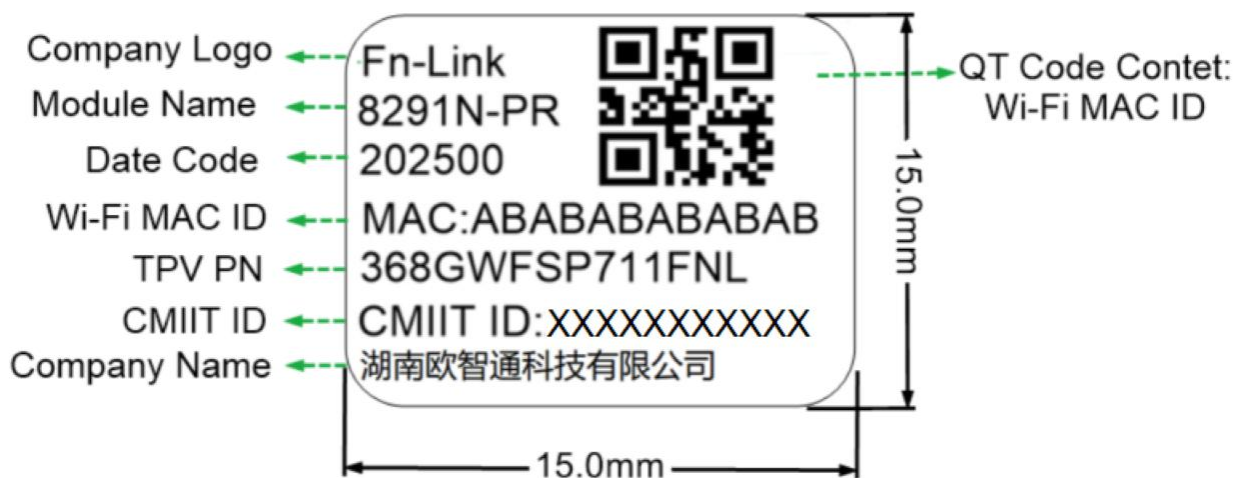 Company Logo
Module Name
Date Code
Wi-Fi MAC ID
TPV PN
CMIIT ID
Company Name
Fn-Link
8291N-PR
202500
MAC:ABABABABABAB
368GWFSP711FNL
CMIIT ID:XXXXXXXXXXX
湖南欧智通科技有限公司
QT Code Contet:
Wi-Fi MAC ID
15.0mm
15.0mm